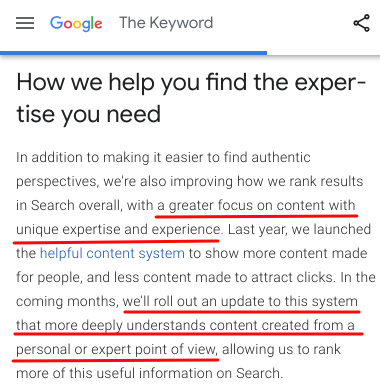 Google The Keyword
How we help you find the exper-
tise you need
In addition to making it easier to find authentic
perspectives, we're also improving how we rank results
in Search overall, with a greater focus on content with
unique expertise and experience. Last year, we launched
the helpful content system to show more content made
for people, and less content made to attract clicks. In the
coming months, we'll roll out an update to this system
that more deeply understands content created from a
personal or expert point of view, allowing us to rank
more of this useful information on Search.